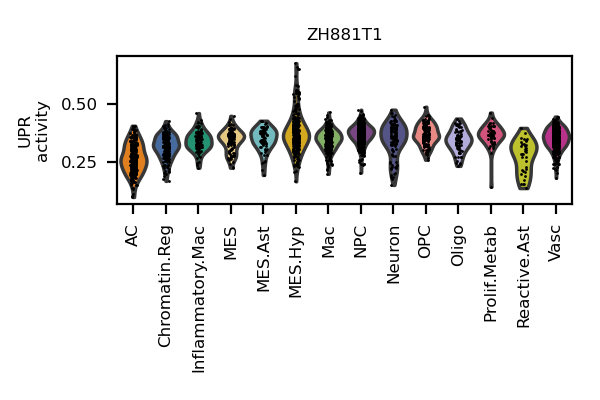 ZH881T1
UPR
activity
0.50
0.25
AC
Chromatin.Reg
Inflammatory.Mac
MES
MES.Ast
MES.Hyp
Mac
NPC
Neuron
OPC
Oligo
Prolif.Metab
Reactive.Ast
Vasc